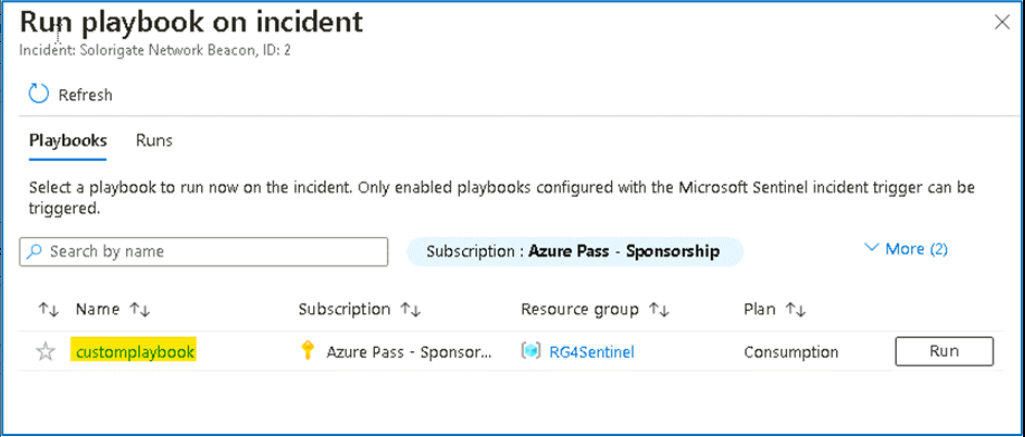 Run playbook on incident
Incident: Solorigate Network Beacon, ID: 2
Refresh
Playbooks Runs
Select a playbook to run now on the incident. Only enabled playbooks configured with the Microsoft Sentinel incident trigger can be
triggered.
Search by name Subscription : Azure Pass - Sponsorship More (2)
Name Subscription Resource group Plan
customplaybook Azure Pass - Sponsor... RG4Sentinel Consumption Run